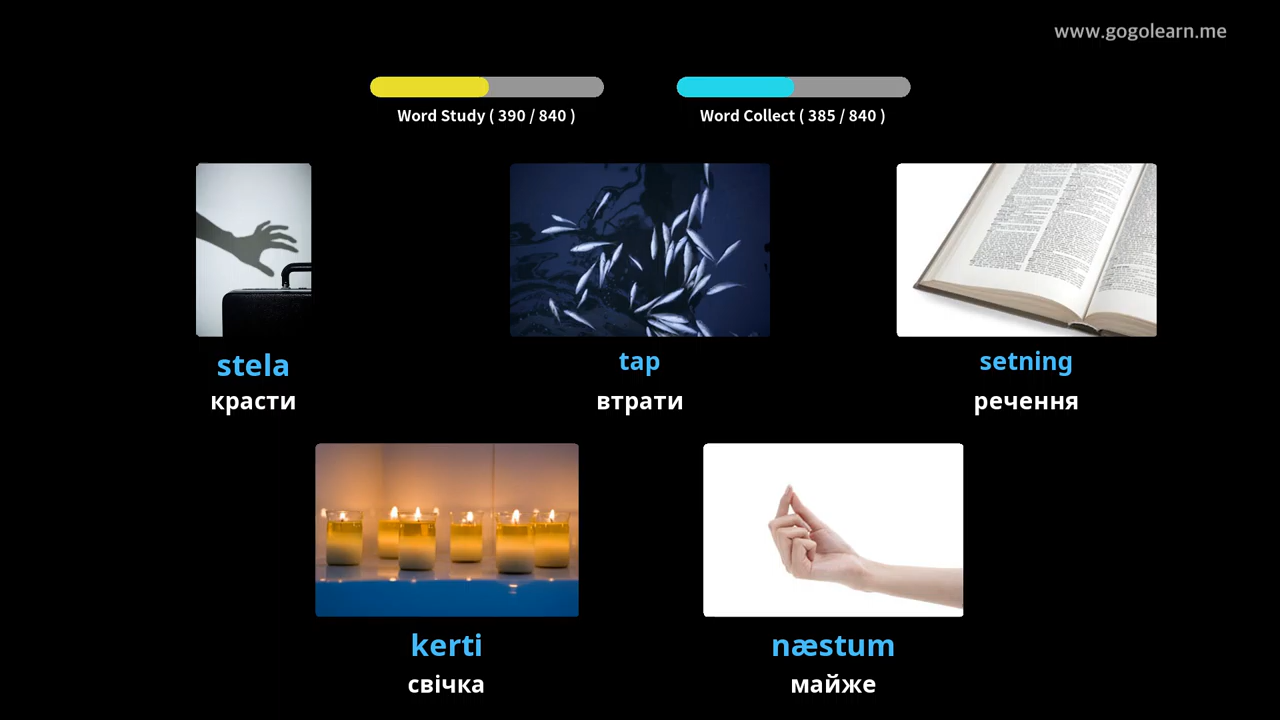 www.gogolearn.me
Word Study ( 390 / 840 )
Word Collect ( 385 / 840 )
stela
красти
tap
втрати
setning
речення
kerti
свічка
næstum
майже